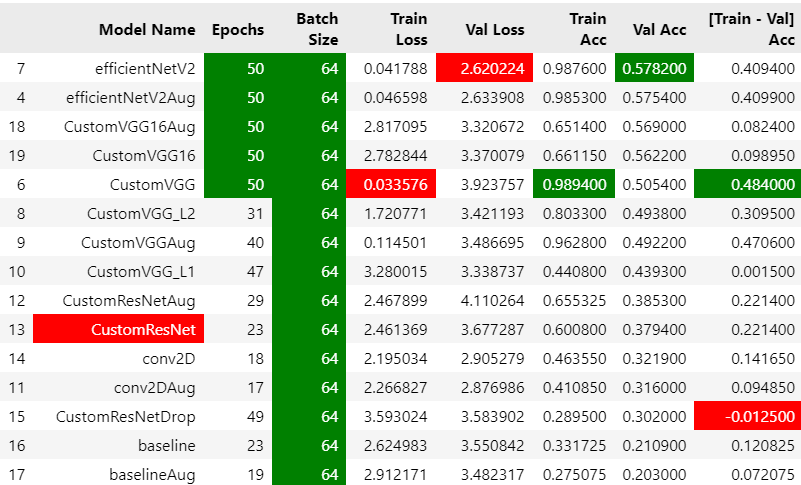 Model Name Epochs Batch Size Train Loss Val Loss Train Acc Val Acc [Train - Val] Acc
7 efficientNetV2 50 64 0.041788 2.620224 0.987600 0.578200 0.409400
4 efficientNetV2Aug 50 64 0.046598 2.633908 0.985300 0.575400 0.409900
18 CustomVGG16Aug 50 64 2.817095 3.320672 0.651400 0.569000 0.082400
19 CustomVGG16 50 64 2.782844 3.370079 0.661150 0.562200 0.098950
6 CustomVGG 50 64 0.033576 3.923757 0.989400 0.505400 0.484000
8 CustomVGG_L2 31 64 1.720771 3.421193 0.803300 0.493800 0.309500
9 CustomVGGAug 40 64 0.114501 3.486695 0.962800 0.492200 0.470600
10 CustomVGG_L1 47 64 3.280015 3.338737 0.440800 0.439300 0.001500
12 CustomResNetAug 29 64 2.467899 4.110264 0.655325 0.385300 0.221400
13 CustomResNet 23 64 2.461369 3.677287 0.600800 0.379400 0.221400
14 conv2D 18 64 2.195034 2.905279 0.463550 0.321900 0.141650
11 conv2DAug 17 64 2.266827 2.876986 0.410850 0.316000 0.094850
15 CustomResNetDrop 49 64 3.593024 3.583902 0.289500 0.302000 -0.012500
16 baseline 23 64 2.624983 3.550842 0.331725 0.210900 0.120825
17 baselineAug 19 64 2.912171 3.482317 0.275075 0.203000 0.072075